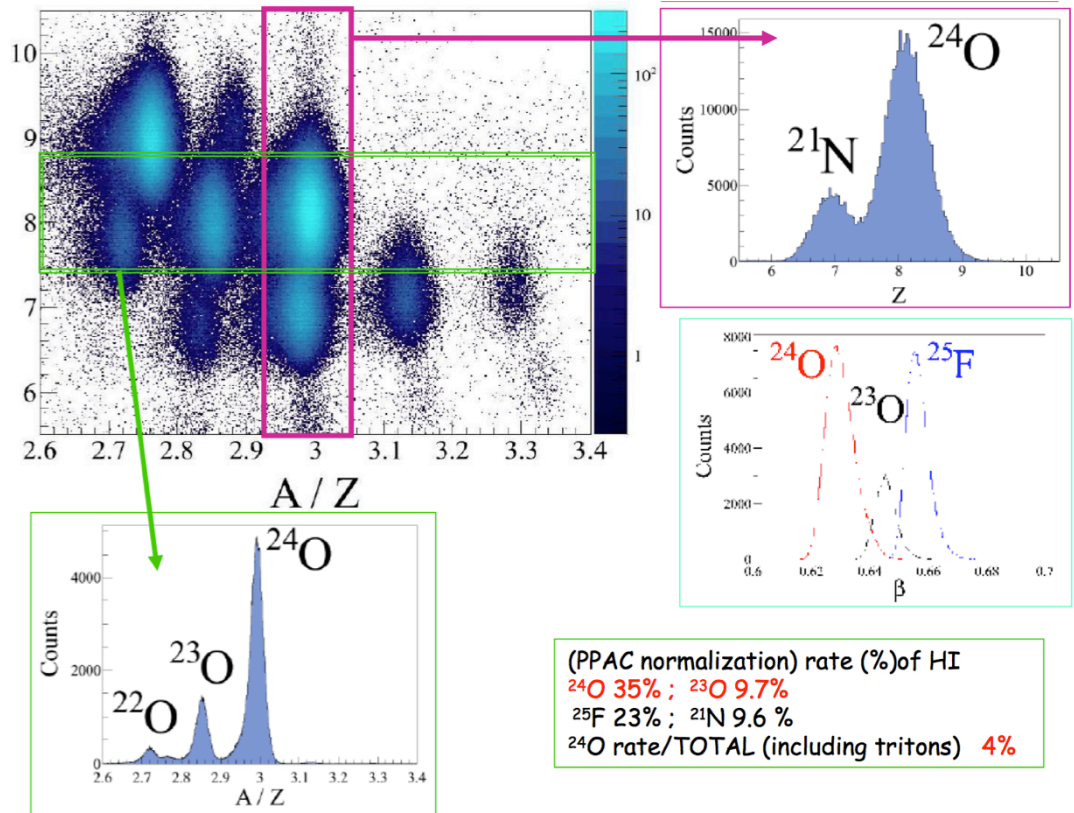 10
9
8
7
6
2.6 2.7 2.8 2.9 3 3.1 3.2 3.3 3.4
A / Z
10²
10
1
15000
10000
5000
0
Counts
²¹N
²⁴O
6 7 8 9 10
Z
8000
6000
4000
2000
0
Counts
²⁴O
²³O
²⁵F
0.6 0.62 0.64 0.66 0.68 0.7
β
4000
2000
0
Counts
²²O
²³O
²⁴O
2.6 2.7 2.8 2.9 3 3.1 3.2 3.3 3.4
A / Z
(PPAC normalization) rate (%)of HI
²⁴O 35% ; ²³O 9.7%
²⁵F 23% ; ²¹N 9.6 %
²⁴O rate/TOTAL (including tritons) 4%